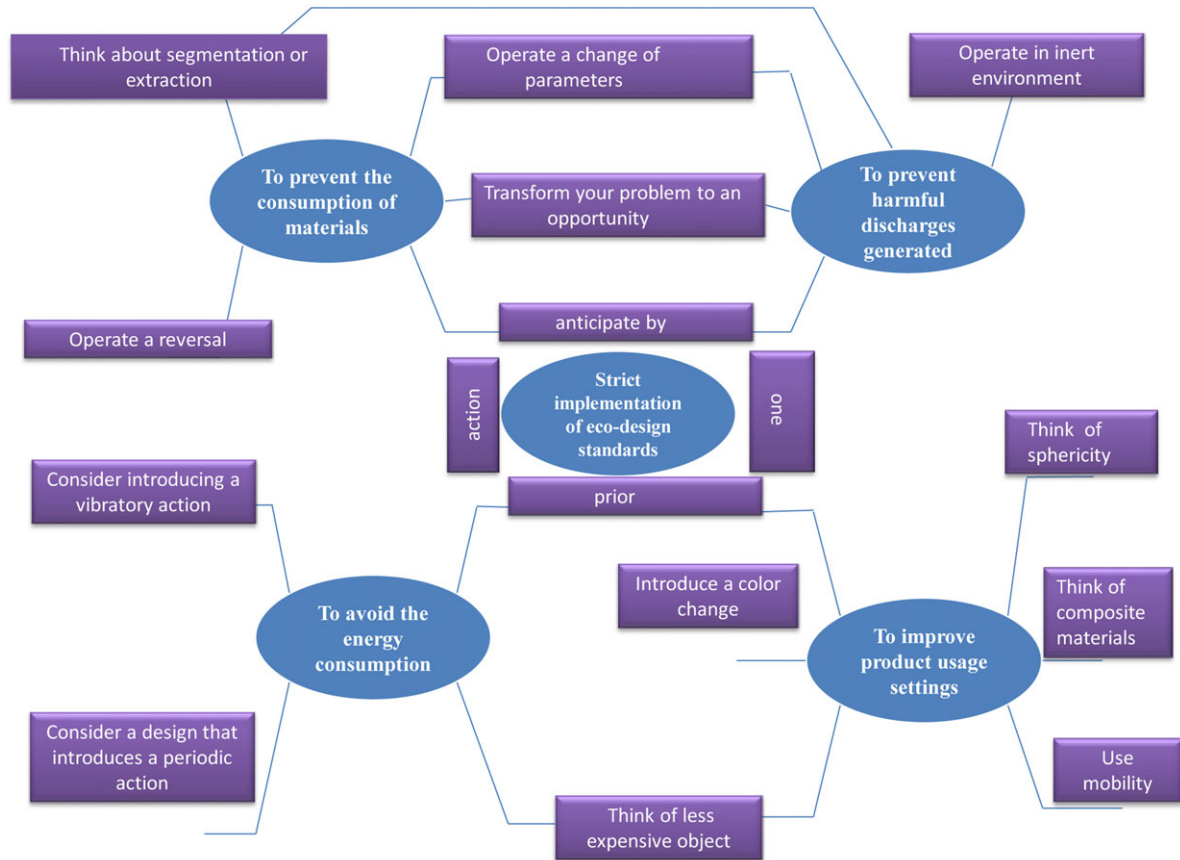 Think about segmentation or
extraction
Operate a change of
parameters
Operate in inert
environment
To prevent the
consumption of
materials
Transform your problem to an
opportunity
To prevent
harmful
discharges
generated
Operate a reversal
anticipate by
action
Strict
implementation
of eco-design
standards
one
Think of
sphericity
Consider introducing a
vibratory action
prior
Introduce a color
change
Think of
composite
materials
To avoid the
energy
consumption
To improve
product usage
settings
Consider a design that
introduces a periodic
action
Use
mobility
Think of less
expensive object